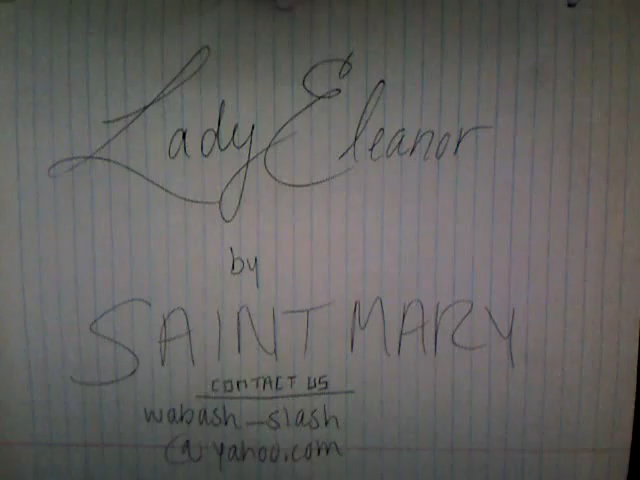 Lady Eleanor
by
SAINT MARY
CONTACT US
wabash_slash
@yahoo.com